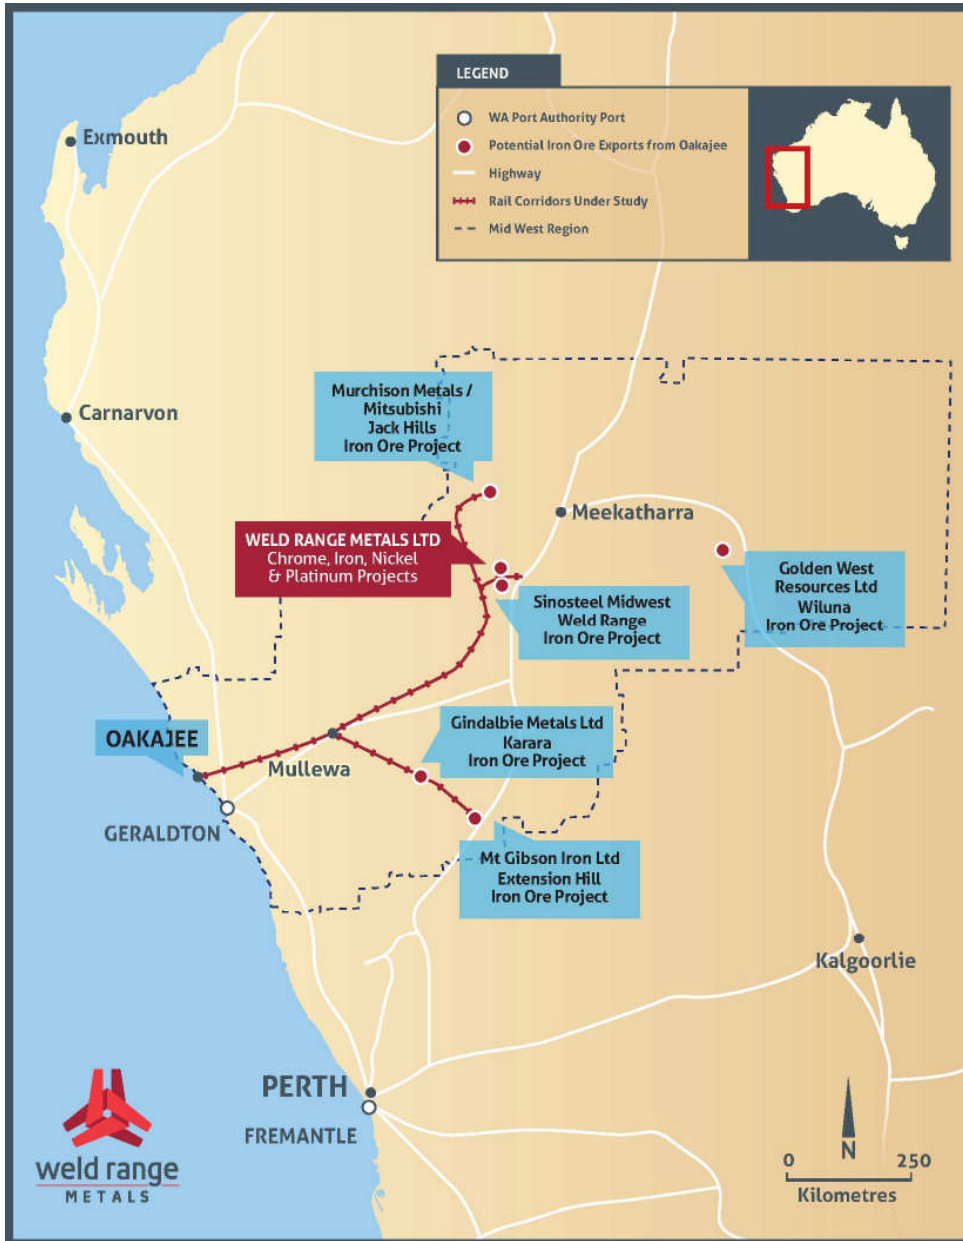 LEGEND
WA Port Authority Port
Potential Iron Ore Exports from Oakajee
Highway
Rail Corridors Under Study
Mid West Region
Exmouth
Carnarvon
Murchison Metals /
Mitsubishi
Jack Hills
Iron Ore Project
Meekatharra
WELD RANGE METALS LTD
Chrome, Iron, Nickel
& Platinum Projects
Golden West
Resources Ltd
Wiluna
Iron Ore Project
Sinosteel Midwest
Weld Range
Iron Ore Project
OAKAJEE
Mullewa
Gindalbie Metals Ltd
Karara
Iron Ore Project
GERALDTON
Mt Gibson Iron Ltd
Extension Hill
Iron Ore Project
Kalgoorlie
PERTH
FREMANTLE
weld range
METALS
N
0 250
Kilometres